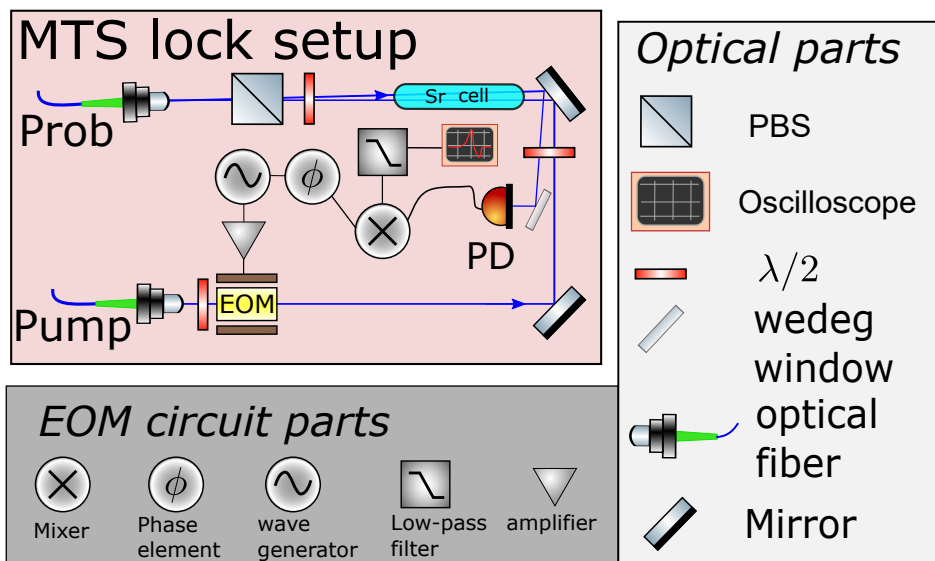 MTS lock setup
Prob
Sr cell
ϕ
PD
Pump
EOM
Optical parts
PBS
Oscilloscope
λ/2
wedeg
window
optical
fiber
Mirror
EOM circuit parts
ϕ
Mixer
Phase
element
wave
generator
Low-pass
filter
amplifier